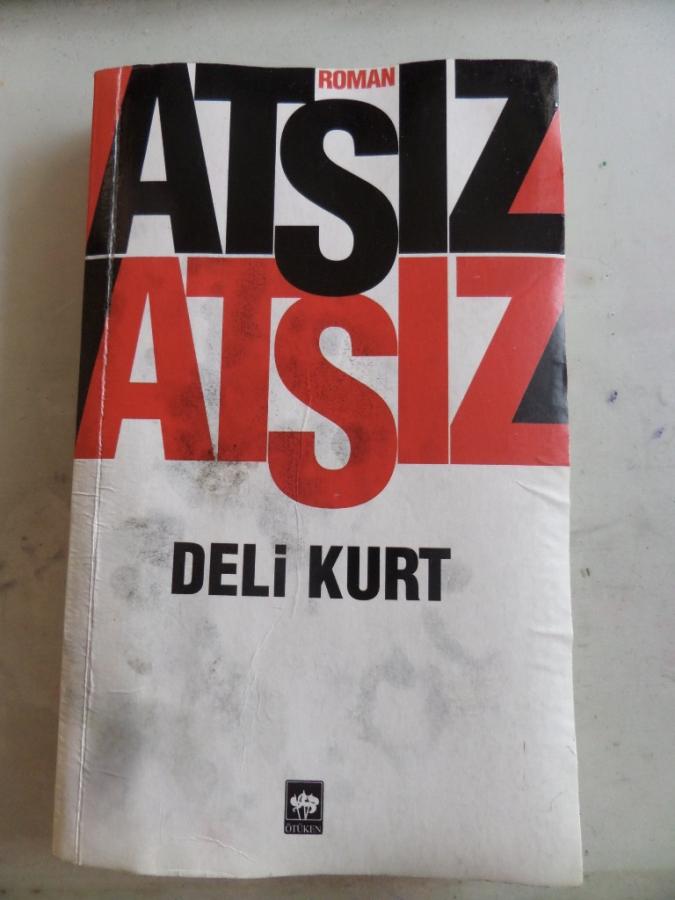 ROMAN
ATSIZ
ATSIZ
DELİ KURT
ÖTÜKEN